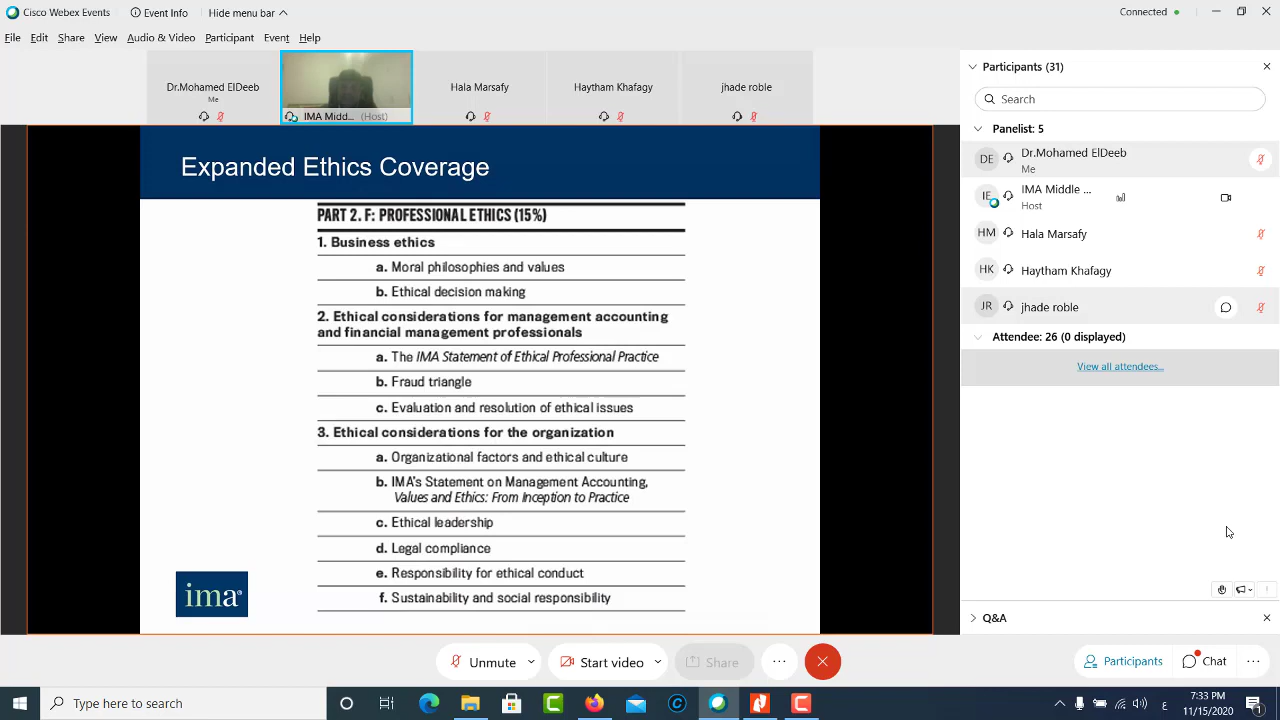 Cisco Webex Events
Hide menu bar
Connected
File Edit Share View Audio & Video Participant Event Help
Dr.Mohamed ElDeeb
Me
IMA Midd... (Host)
Hala Marsafy
Haytham Khafagy
jhade roble
Expanded Ethics Coverage
PART 2. F: PROFESSIONAL ETHICS (15%)
1. Business ethics
a. Moral philosophies and values
b. Ethical decision making
2. Ethical considerations for management accounting
and financial management professionals
a. The IMA Statement of Ethical Professional Practice
b. Fraud triangle
c. Evaluation and resolution of ethical issues
3. Ethical considerations for the organization
a. Organizational factors and ethical culture
b. IMA's Statement on Management Accounting,
Values and Ethics: From Inception to Practice
c. Ethical leadership
d. Legal compliance
e. Responsibility for ethical conduct
f. Sustainability and social responsibility
ima®
Participants (31)
Search
Panelist: 5
DE Dr.Mohamed ElDeeb
Me
IE IMA Middle ...
Host
HM Hala Marsafy
HK Haytham Khafagy
JR jhade roble
Attendee: 26 (0 displayed)
View all attendees...
Q&A
Unmute
Start video
Share
Participants
Chat
Type here to search
E
7:33 PM
11/15/2020